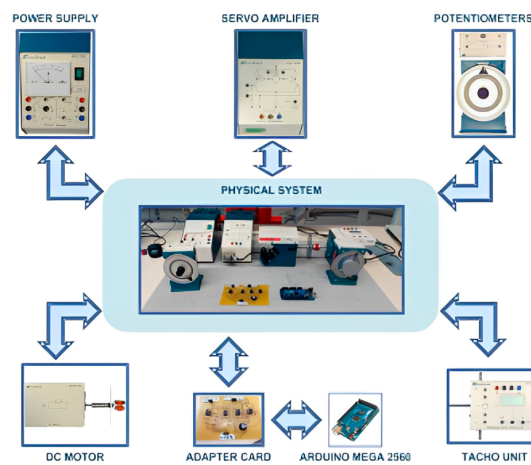 POWER SUPPLY
SERVO AMPLIFIER
POTENTIOMETERS
PHYSICAL SYSTEM
DC MOTOR
ADAPTER CARD
ARDUINO MEGA 2560
TACHO UNIT